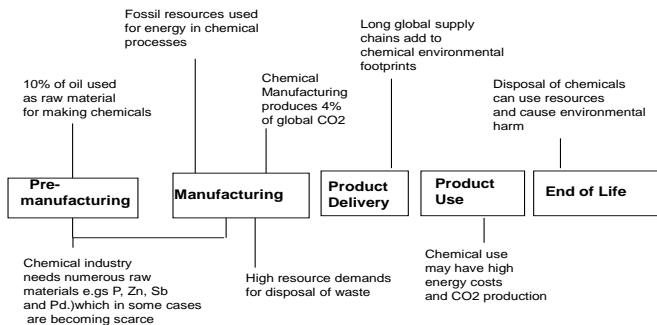 Fossil resources used
for energy in chemical
processes
Long global supply
chains add to
chemical environmental
footprints
10% of oil used
as raw material
for making chemicals
Chemical
Manufacturing
produces 4%
of global CO2
Disposal of chemicals
can use resources
and cause environmental
harm
Pre-
manufacturing
Manufacturing
Product
Delivery
Product
Use
End of Life
Chemical industry
needs numerous raw
materials e.gs P, Zn, Sb
and Pd.)which in some cases
are becoming scarce
High resource demands
for disposal of waste
Chemical use
may have high
energy costs
and CO2 production